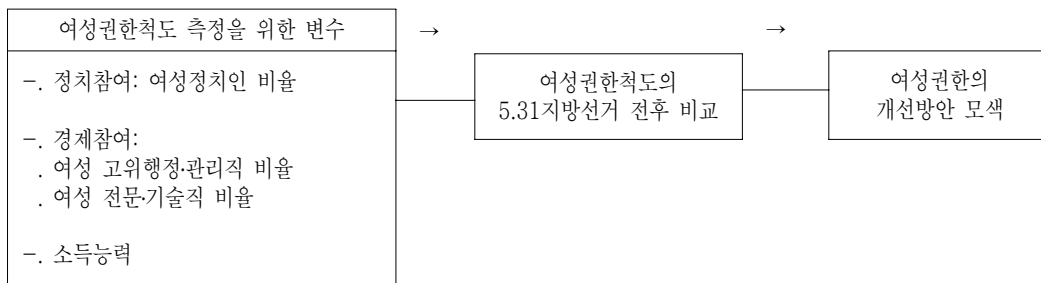 여성권한척도 측정을 위한 변수
→
→
-. 정치참여: 여성정치인 비율
-. 경제참여:
. 여성 고위행정·관리직 비율
. 여성 전문·기술직 비율
-. 소득능력
여성권한척도의
5.31지방선거 전후 비교
여성권한의
개선방안 모색